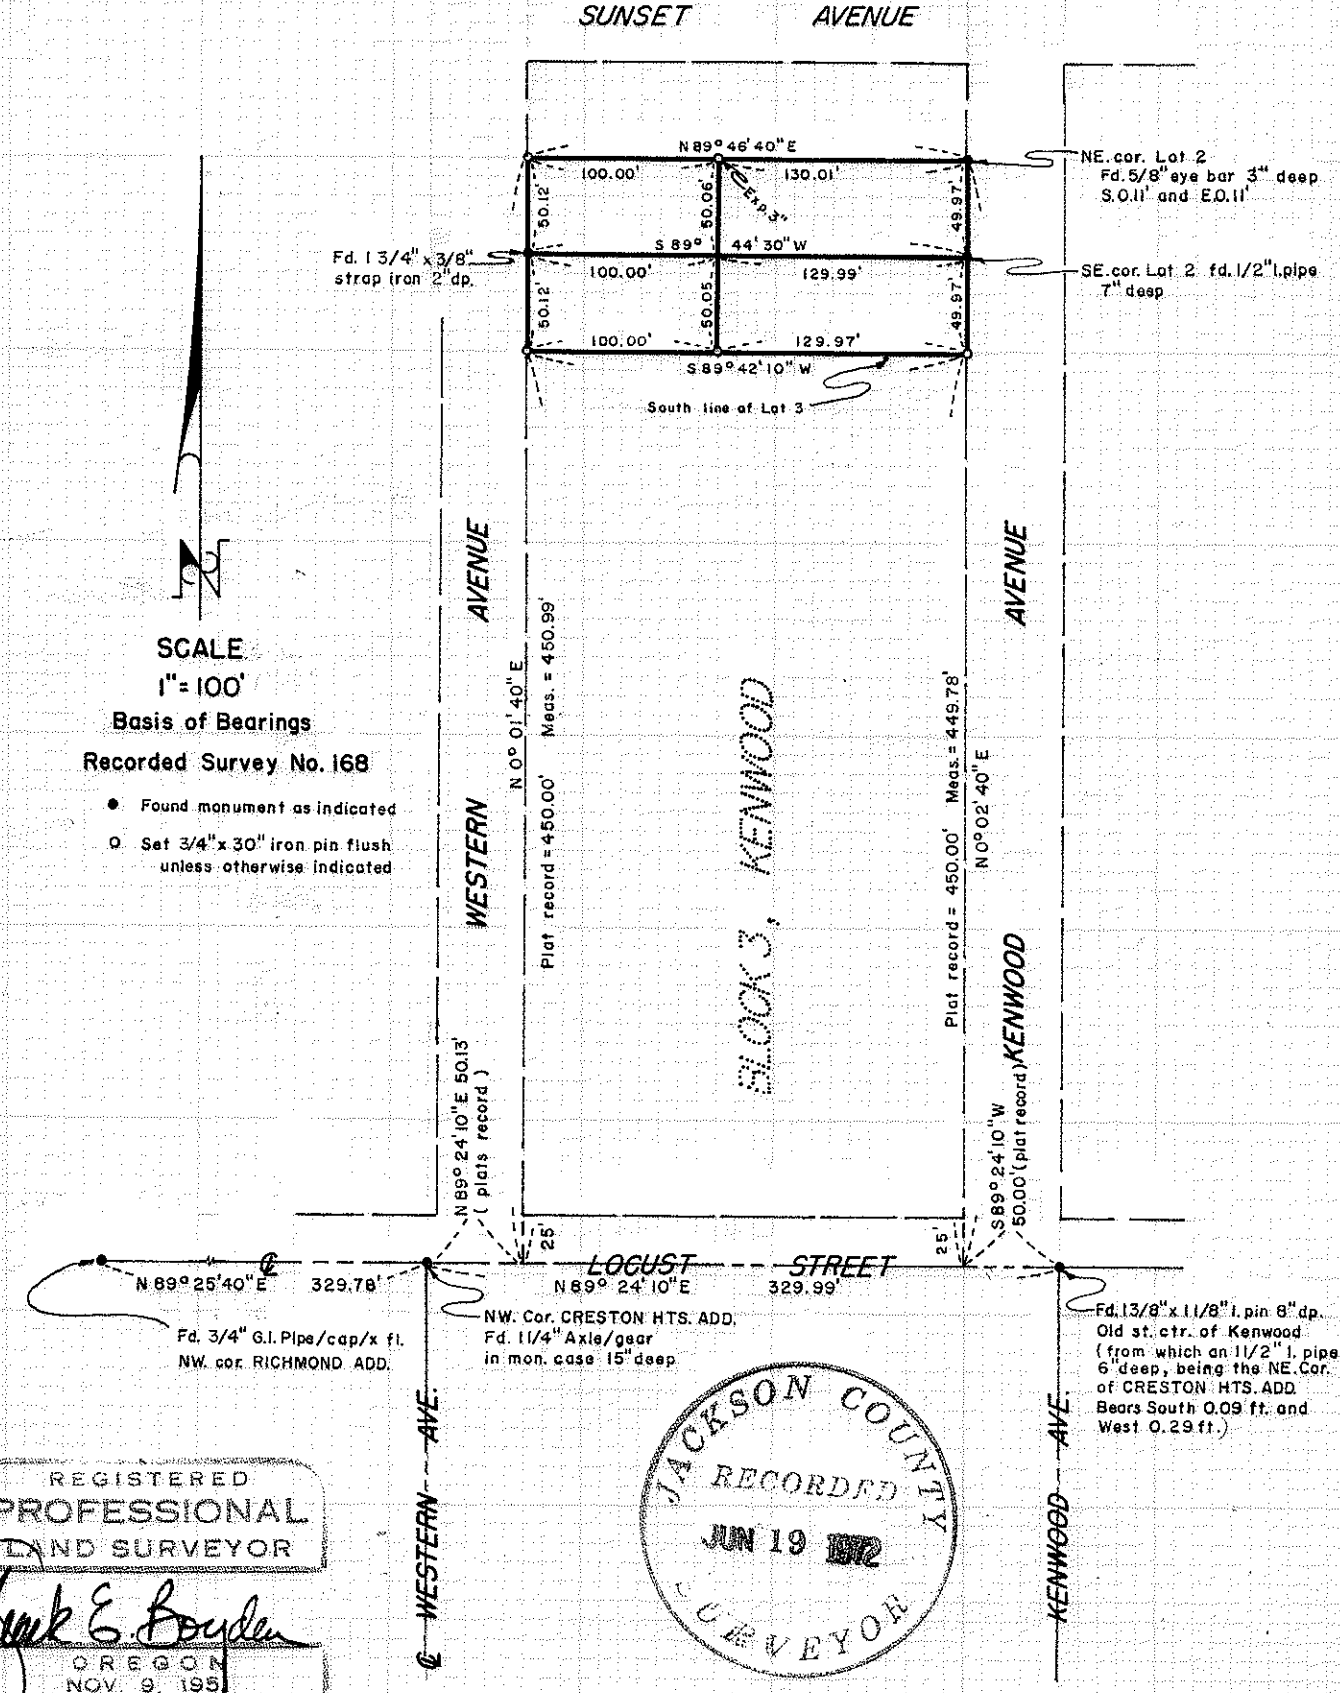 SUNSET AVENUE
N 89° 46' 40" E
100.00' 130.01'
NE. cor. Lot 2
Fd. 5/8" eye bar 3" deep
S.0.11' and E.0.11'
50.12' 50.06' Exp. 3" 49.97'
Fd. 1 3/4" x 3/8"
strap iron 2" dp.
S 89° 44' 30" W
100.00' 129.99'
SE. cor. Lot 2 fd. 1/2" I. pipe
7" deep
50.12' 50.05' 49.97'
100.00' 129.97'
S 89° 42' 10" W
South line of Lot 3
N
SCALE
1" = 100'
Basis of Bearings
Recorded Survey No. 168
● Found monument as indicated
○ Set 3/4" x 30" iron pin flush
unless otherwise indicated
WESTERN AVENUE
N 0° 01' 40" E
Plat record = 450.00' Meas. = 450.99'
BLOCK 3, KENWOOD
Plat record = 450.00' Meas. = 449.78'
N 0° 02' 40" E
KENWOOD AVENUE
N 89° 24' 10" E 50.13'
( plats record )
S 89° 24' 10" W
50.00' (plat record)
25' 25'
℄ LOCUST STREET
N 89° 25' 40" E 329.78'
N 89° 24' 10" E 329.99'
Fd. 3/4" G.I. Pipe/cap/x fl.
NW. cor. RICHMOND ADD.
NW. Cor. CRESTON HTS. ADD.
Fd. 1 1/4" Axle/gear
in mon. case 15" deep
Fd. 1 3/8" x 1 1/8" I. pin 8" dp.
Old st. ctr. of Kenwood
(from which an 1 1/2" I. pipe
6" deep, being the NE. Cor.
of CRESTON HTS. ADD.
Bears South 0.09 ft. and
West 0.29 ft.)
℄ WESTERN AVE.
KENWOOD AVE.
JACKSON COUNTY
RECORDED
JUN 19 1972
SURVEYOR
REGISTERED
PROFESSIONAL
LAND SURVEYOR
E. Boyden
OREGON
NOV. 9, 195